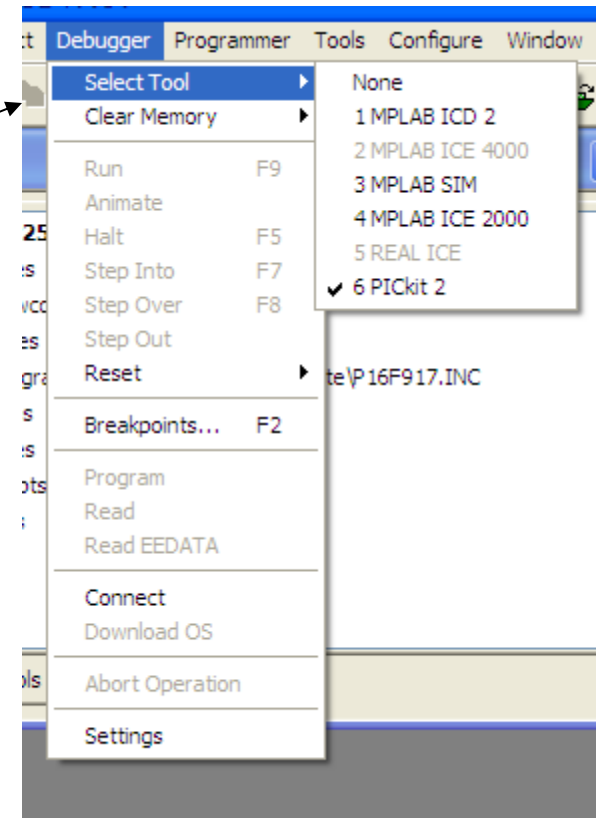 Debugger Programmer Tools Configure Window
Select Tool
Clear Memory
Run F9
Animate
Halt F5
Step Into F7
Step Over F8
Step Out
Reset
Breakpoints... F2
Program
Read
Read EEDATA
Connect
Download OS
Abort Operation
Settings
None
1 MPLAB ICD 2
2 MPLAB ICE 4000
3 MPLAB SIM
4 MPLAB ICE 2000
5 REAL ICE
6 PICkit 2
25
te\P16F917.INC